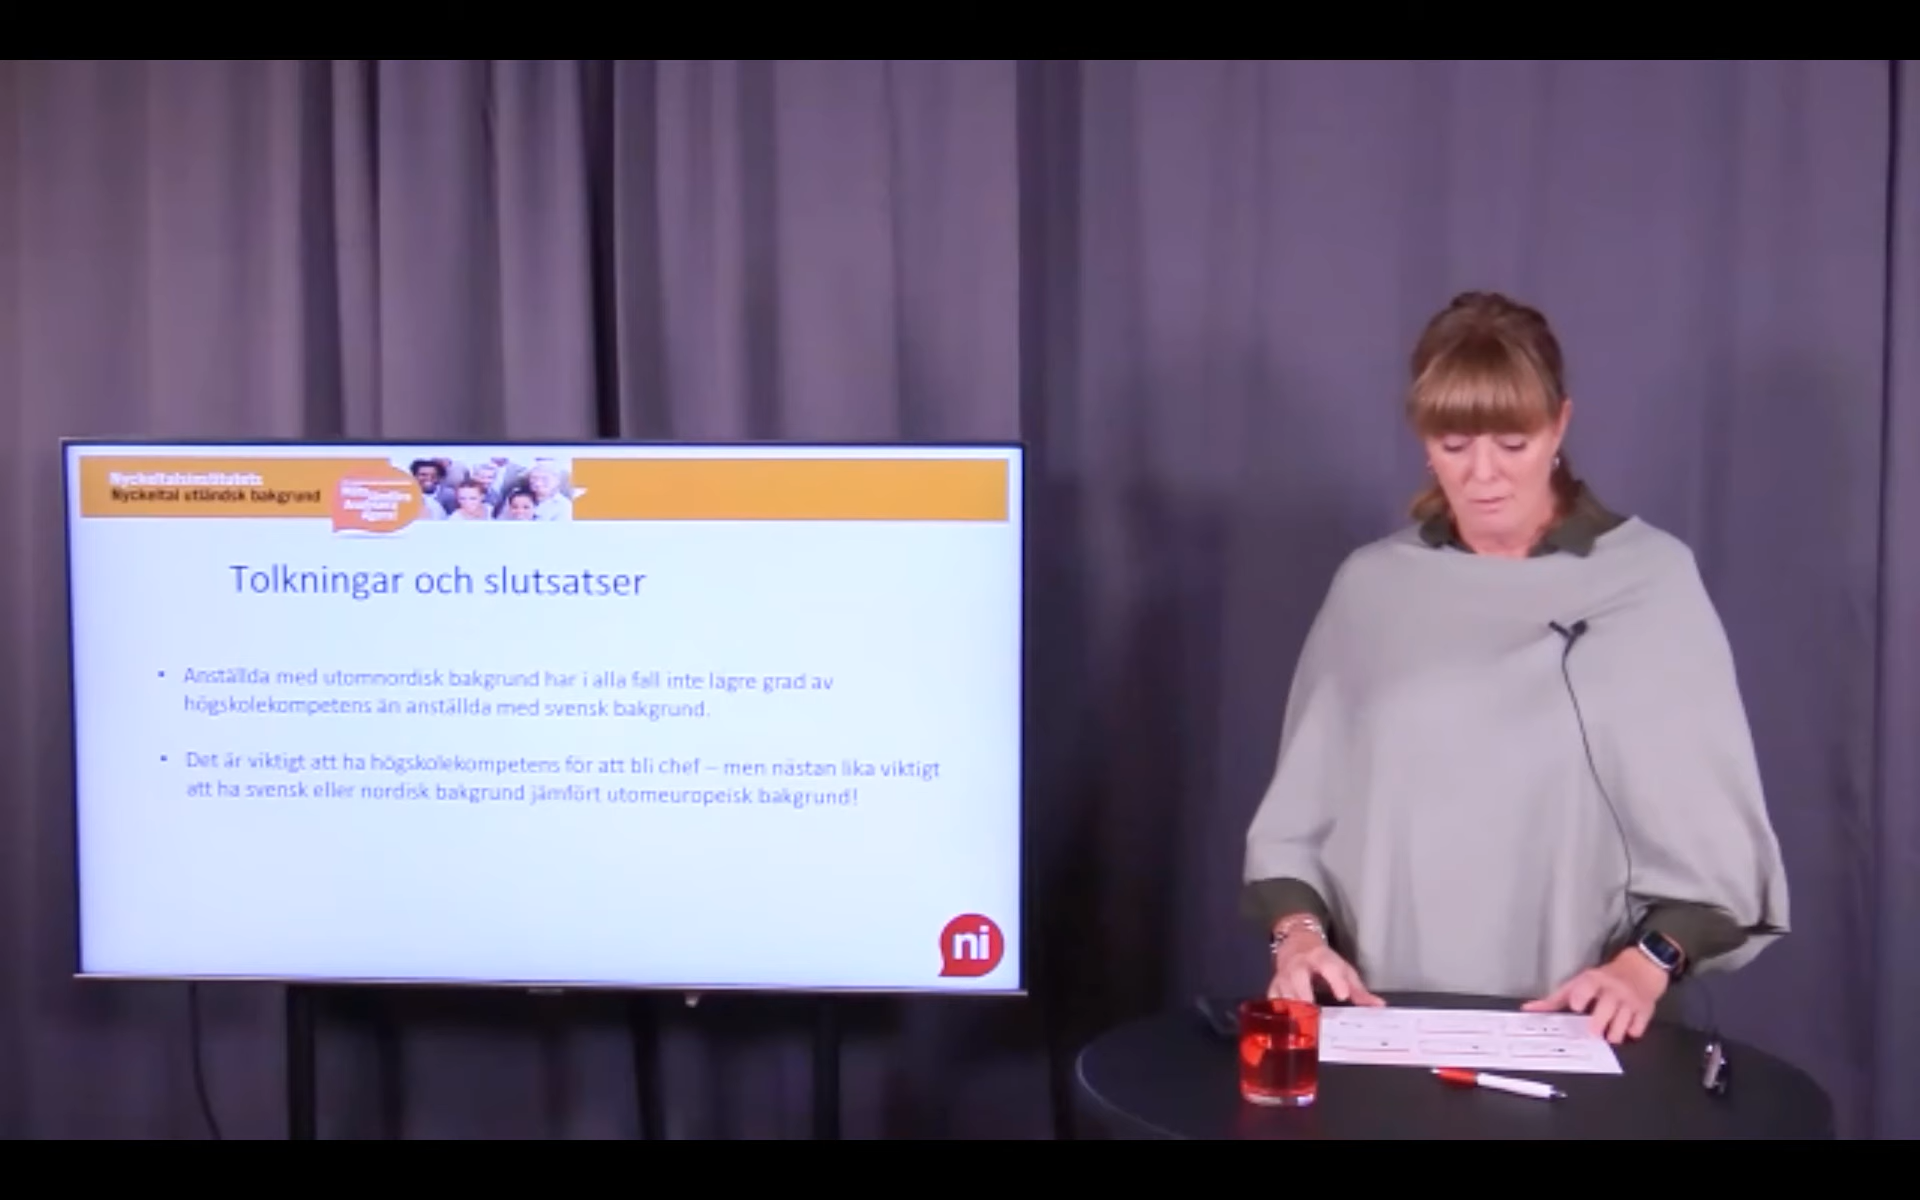 Nyckeltalsinstitutets
Nyckeltal utländsk bakgrund
Tolkningar och slutsatser
• Anställda med utomnordisk bakgrund har i alla fall inte lägre grad av
högskolekompetens än anställda med svensk bakgrund.
• Det är viktigt att ha högskolekompetens för att bli chef – men nästan lika viktigt
att ha svensk eller nordisk bakgrund jämfört utomeuropeisk bakgrund!
ni